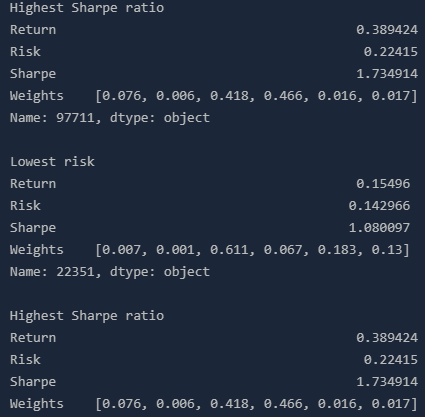 Highest Sharpe ratio
Return 0.389424
Risk 0.22415
Sharpe 1.734914
Weights [0.076, 0.006, 0.418, 0.466, 0.016, 0.017]
Name: 97711, dtype: object
Lowest risk
Return 0.15496
Risk 0.142966
Sharpe 1.080097
Weights [0.007, 0.001, 0.611, 0.067, 0.183, 0.13]
Name: 22351, dtype: object
Highest Sharpe ratio
Return 0.389424
Risk 0.22415
Sharpe 1.734914
Weights [0.076, 0.006, 0.418, 0.466, 0.016, 0.017]